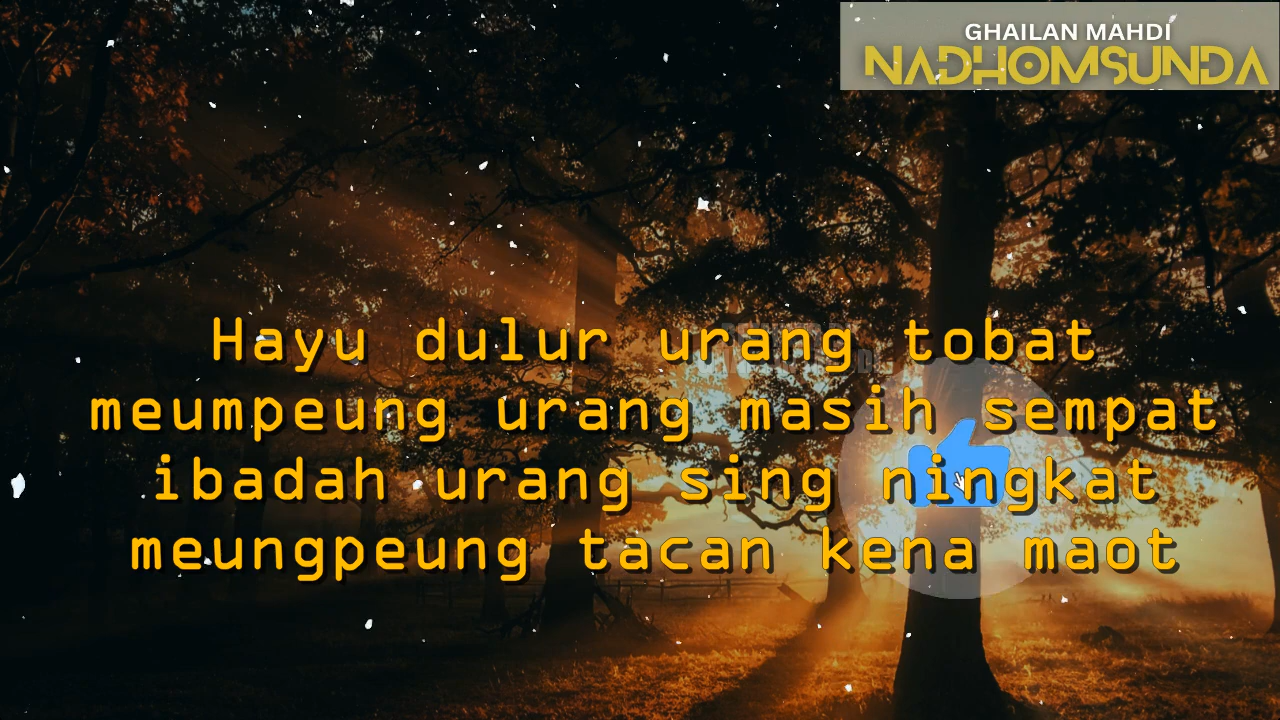 GHAILAN MAHDI
NADHOMSUNDA
Hayu dulur urang tobat
meumpeung urang masih sempat
ibadah urang sing ningkat
meungpeung tacan kena maot